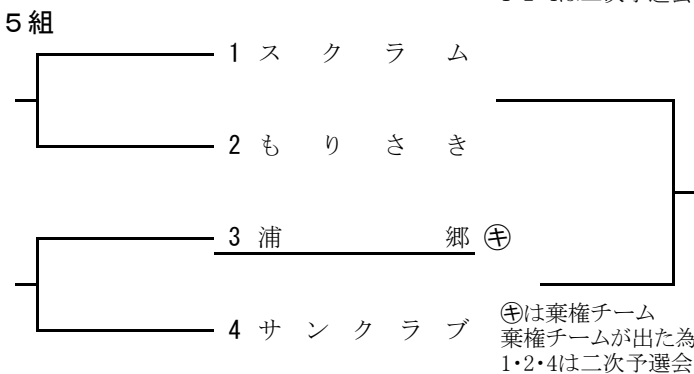 5組
1 スクラム
2 もりさき
3 浦郷 ㋖
4 サンクラブ
㋖は棄権チーム
棄権チームが出た為
1・2・4は二次予選会